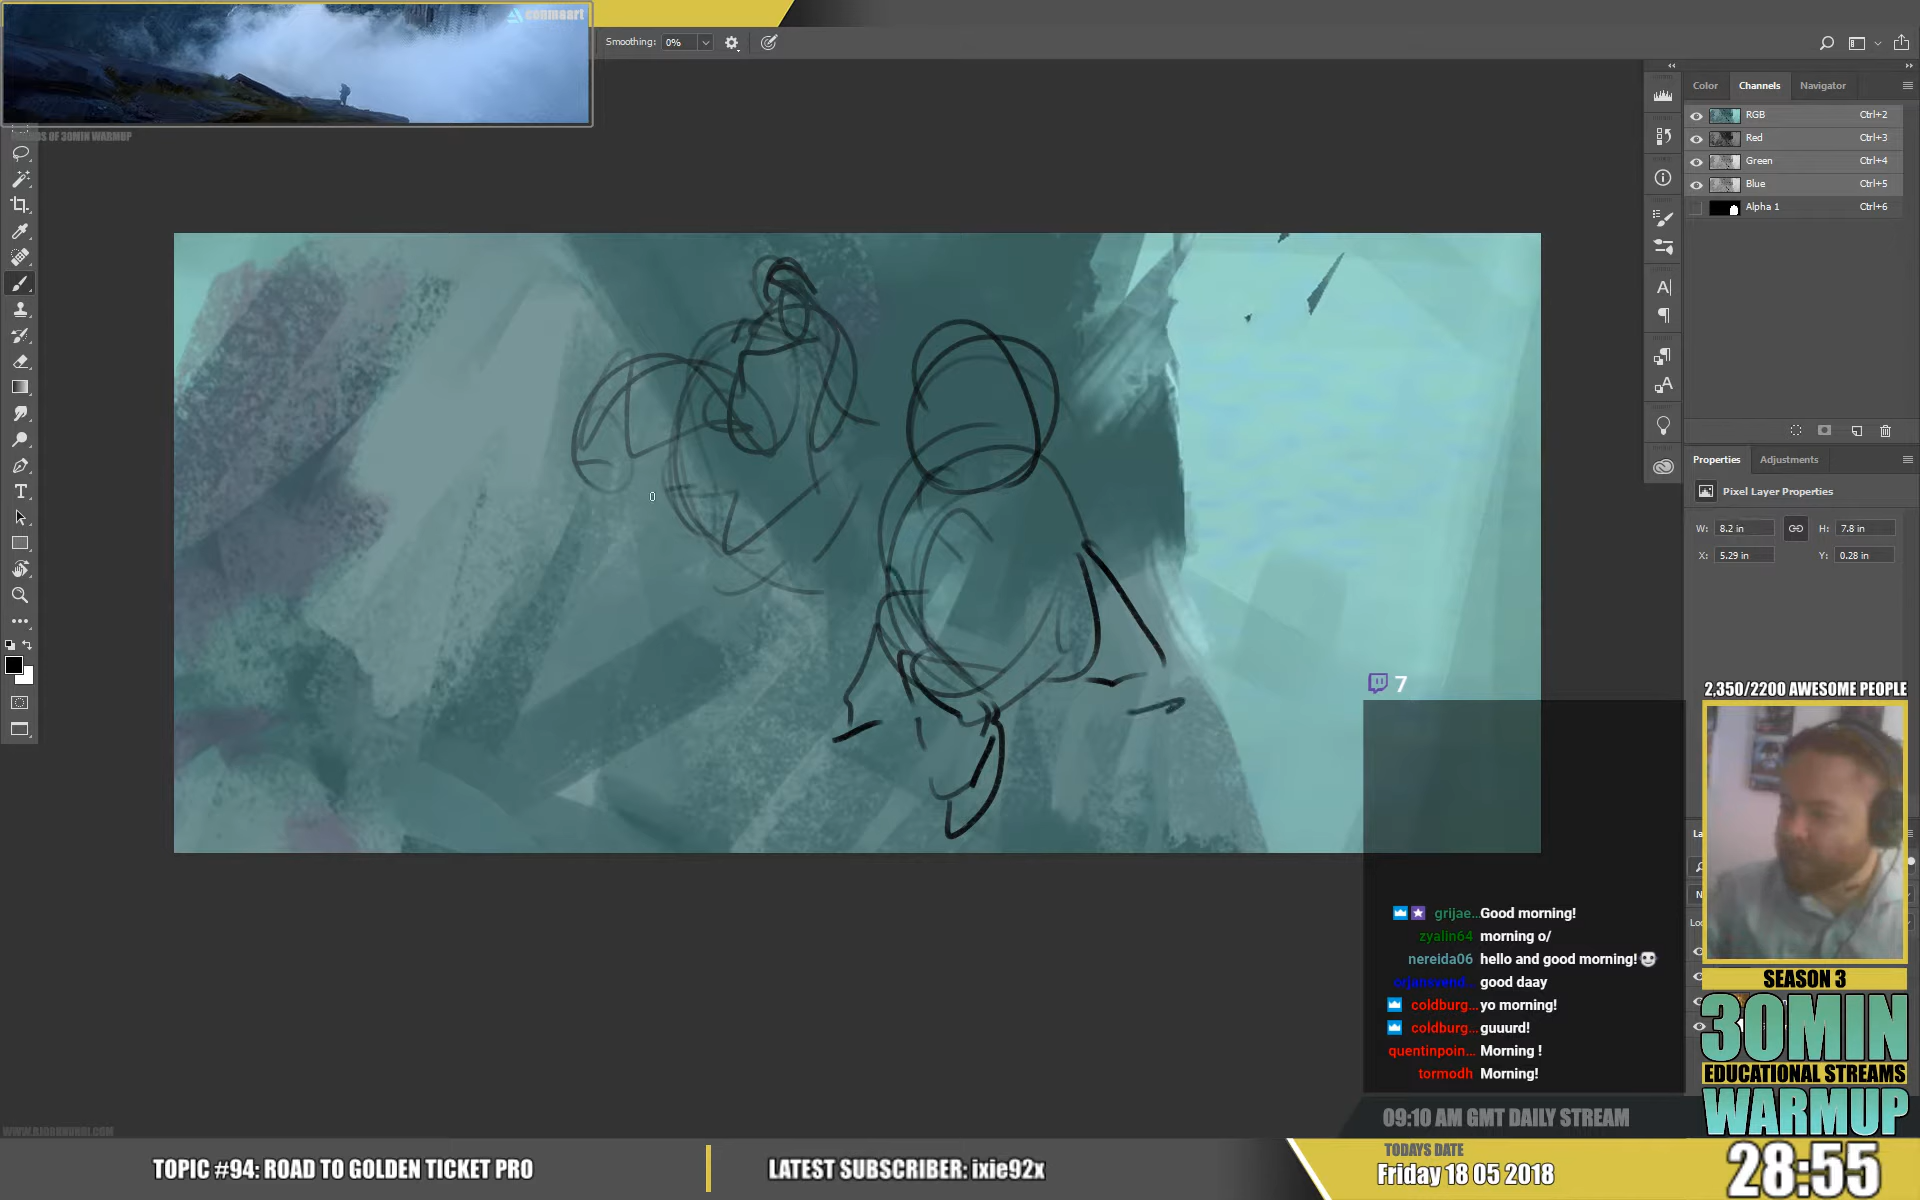 Smoothing: 0%
Color Channels Navigator
RGB Ctrl+2
Red Ctrl+3
Green Ctrl+4
Blue Ctrl+5
Alpha 1 Ctrl+6
OF 30MIN WARMUP
Properties Adjustments
Pixel Layer Properties
W: 8.2 in H: 7.8 in
X: 5.29 in Y: 0.28 in
2,350/2200 AWESOME PEOPLE
7
grijae... Good morning!
zyalin64 morning o/
nereida06 hello and good morning!
orjansvend... good daay
coldburg... yo morning!
coldburg... guuurd!
quentinpoin... Morning !
tormodh Morning!
SEASON 3
30MIN
EDUCATIONAL STREAMS
WARMUP
09:10 AM GMT DAILY STREAM
TODAYS DATE
Friday 18 05 2018
28:55
TOPIC #94: ROAD TO GOLDEN TICKET PRO
LATEST SUBSCRIBER: ixie92x